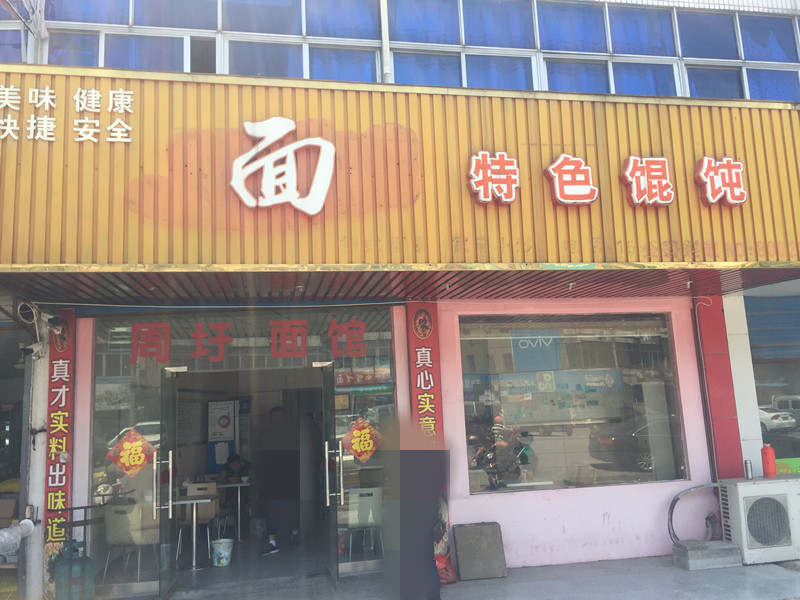 美味 健康
快捷 安全
面
特色馄饨
周圩 面馆
真才实料出味道
真心实意
福
福
vivo